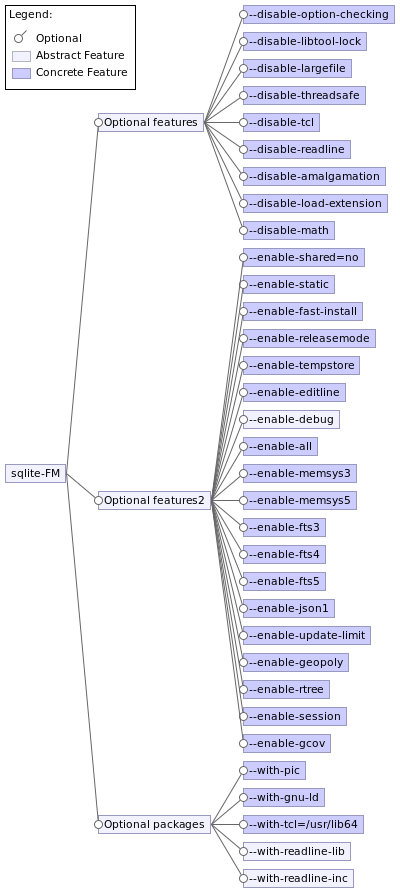 Legend:
Optional
Abstract Feature
Concrete Feature
sqlite-FM
Optional features
--disable-option-checking
--disable-libtool-lock
--disable-largefile
--disable-threadsafe
--disable-tcl
--disable-readline
--disable-amalgamation
--disable-load-extension
--disable-math
Optional features2
--enable-shared=no
--enable-static
--enable-fast-install
--enable-releasemode
--enable-tempstore
--enable-editline
--enable-debug
--enable-all
--enable-memsys3
--enable-memsys5
--enable-fts3
--enable-fts4
--enable-fts5
--enable-json1
--enable-update-limit
--enable-geopoly
--enable-rtree
--enable-session
--enable-gcov
Optional packages
--with-pic
--with-gnu-ld
--with-tcl=/usr/lib64
--with-readline-lib
--with-readline-inc